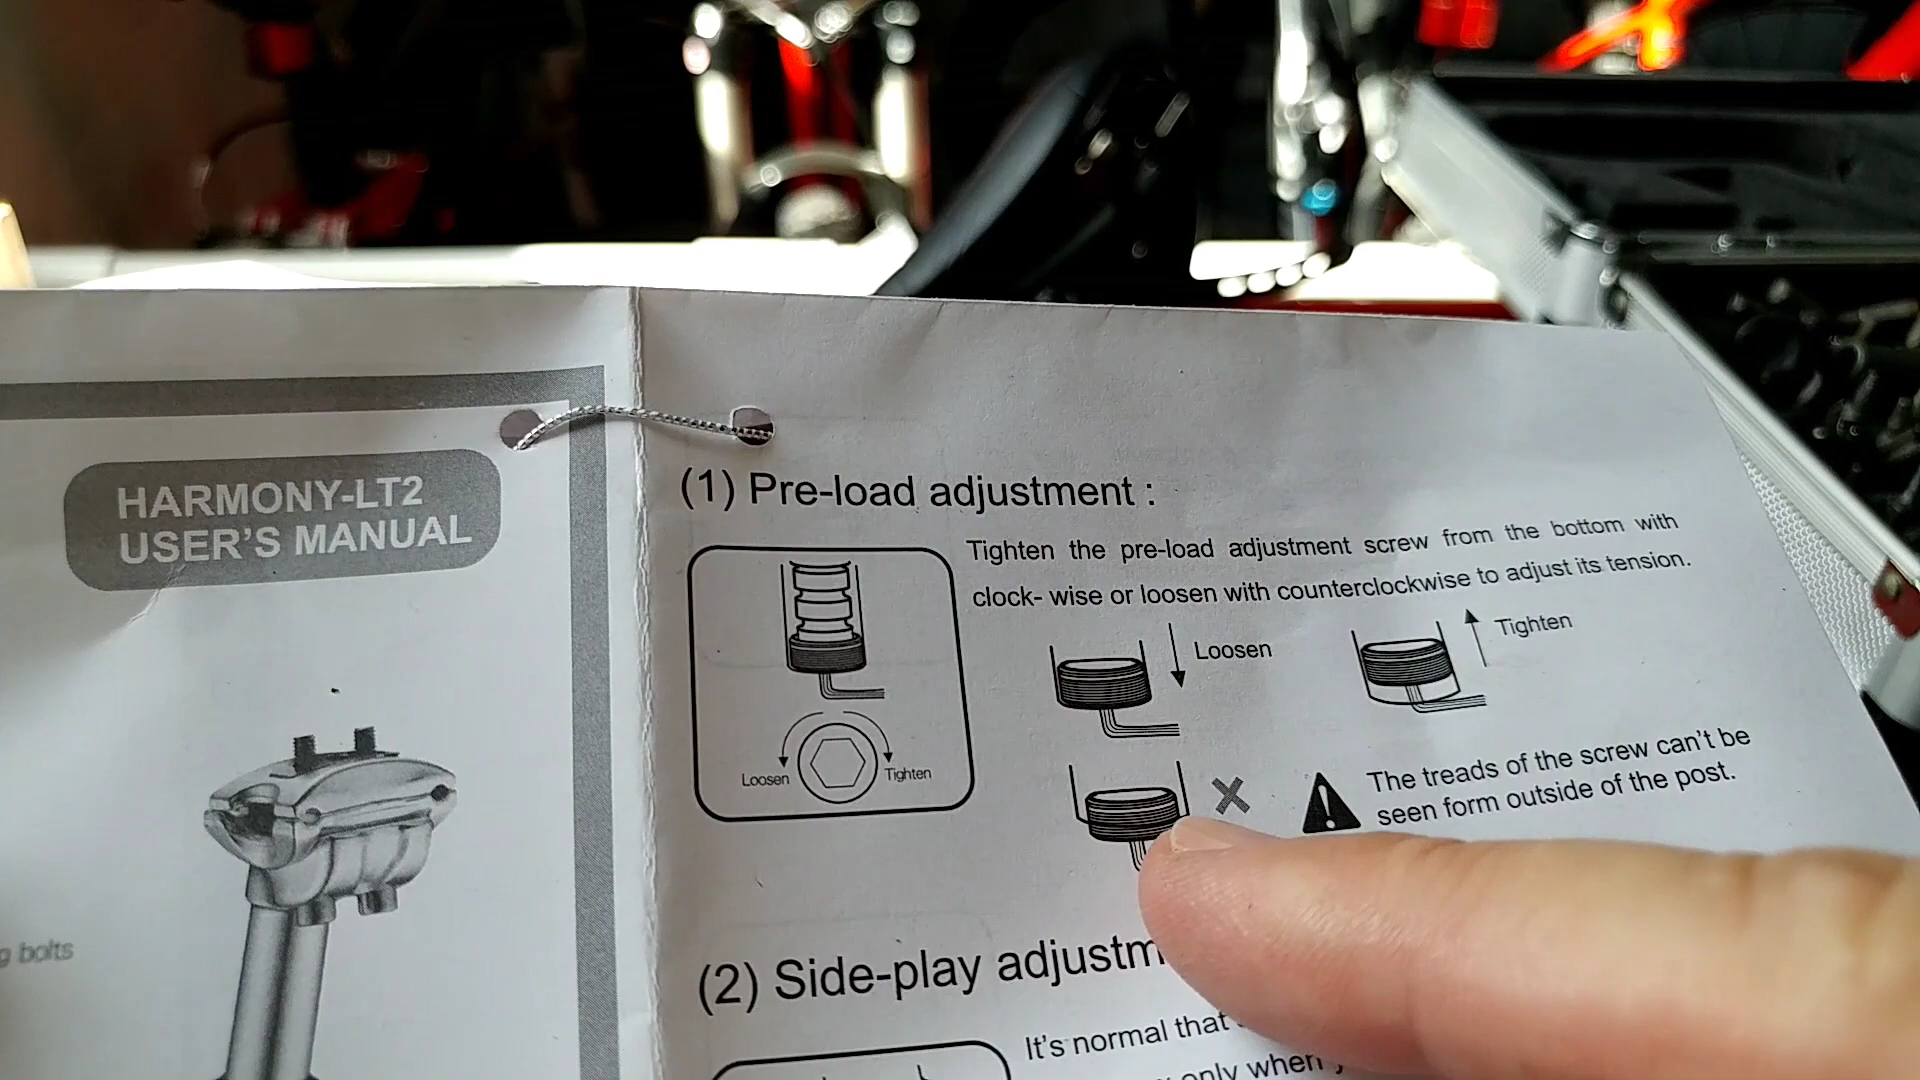 HARMONY-LT2
USER'S MANUAL
bolts
(1) Pre-load adjustment :
Tighten the pre-load adjustment screw from the bottom with
clock- wise or loosen with counterclockwise to adjust its tension.
Loosen
Tighten
Loosen
Tighten
The treads of the screw can't be
seen form outside of the post.
(2) Side-play adjustm
It's normal that
only when